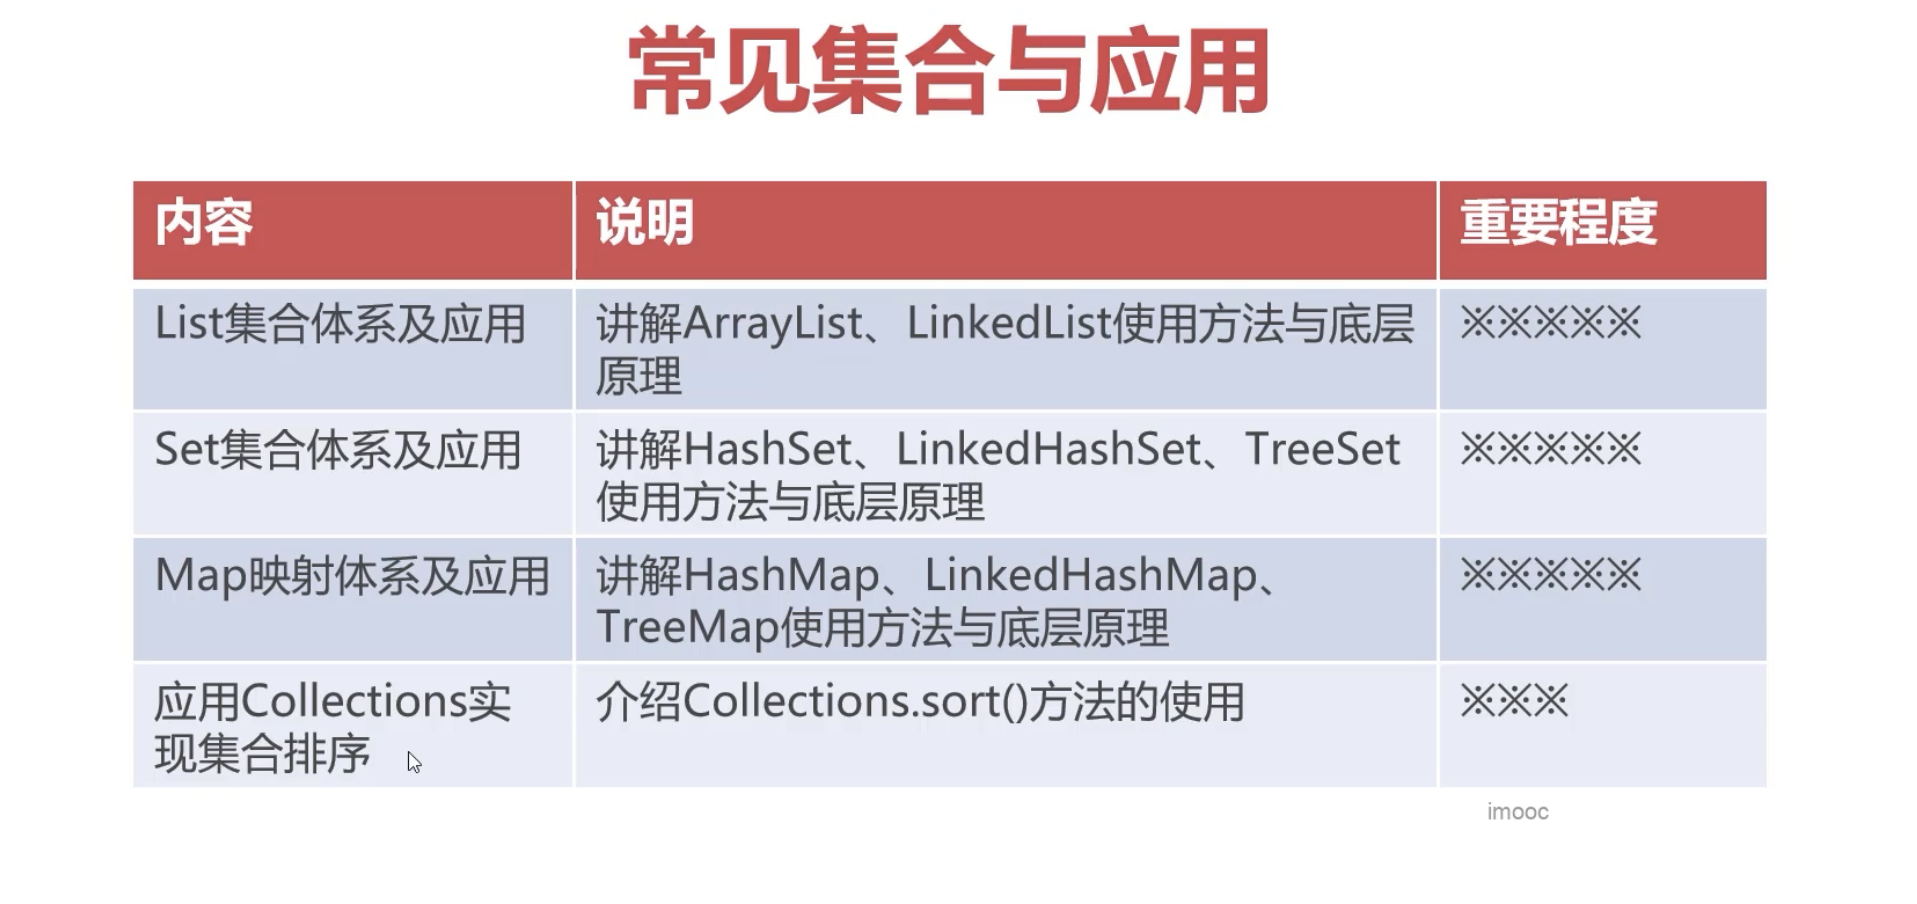 常见集合与应用
内容
说明
重要程度
List集合体系及应用
讲解ArrayList、LinkedList使用方法与底层
原理
※※※※※
Set集合体系及应用
讲解HashSet、LinkedHashSet、TreeSet
使用方法与底层原理
※※※※※
Map映射体系及应用
讲解HashMap、LinkedHashMap、
TreeMap使用方法与底层原理
※※※※※
应用Collections实
现集合排序
介绍Collections.sort()方法的使用
※※※
imooc